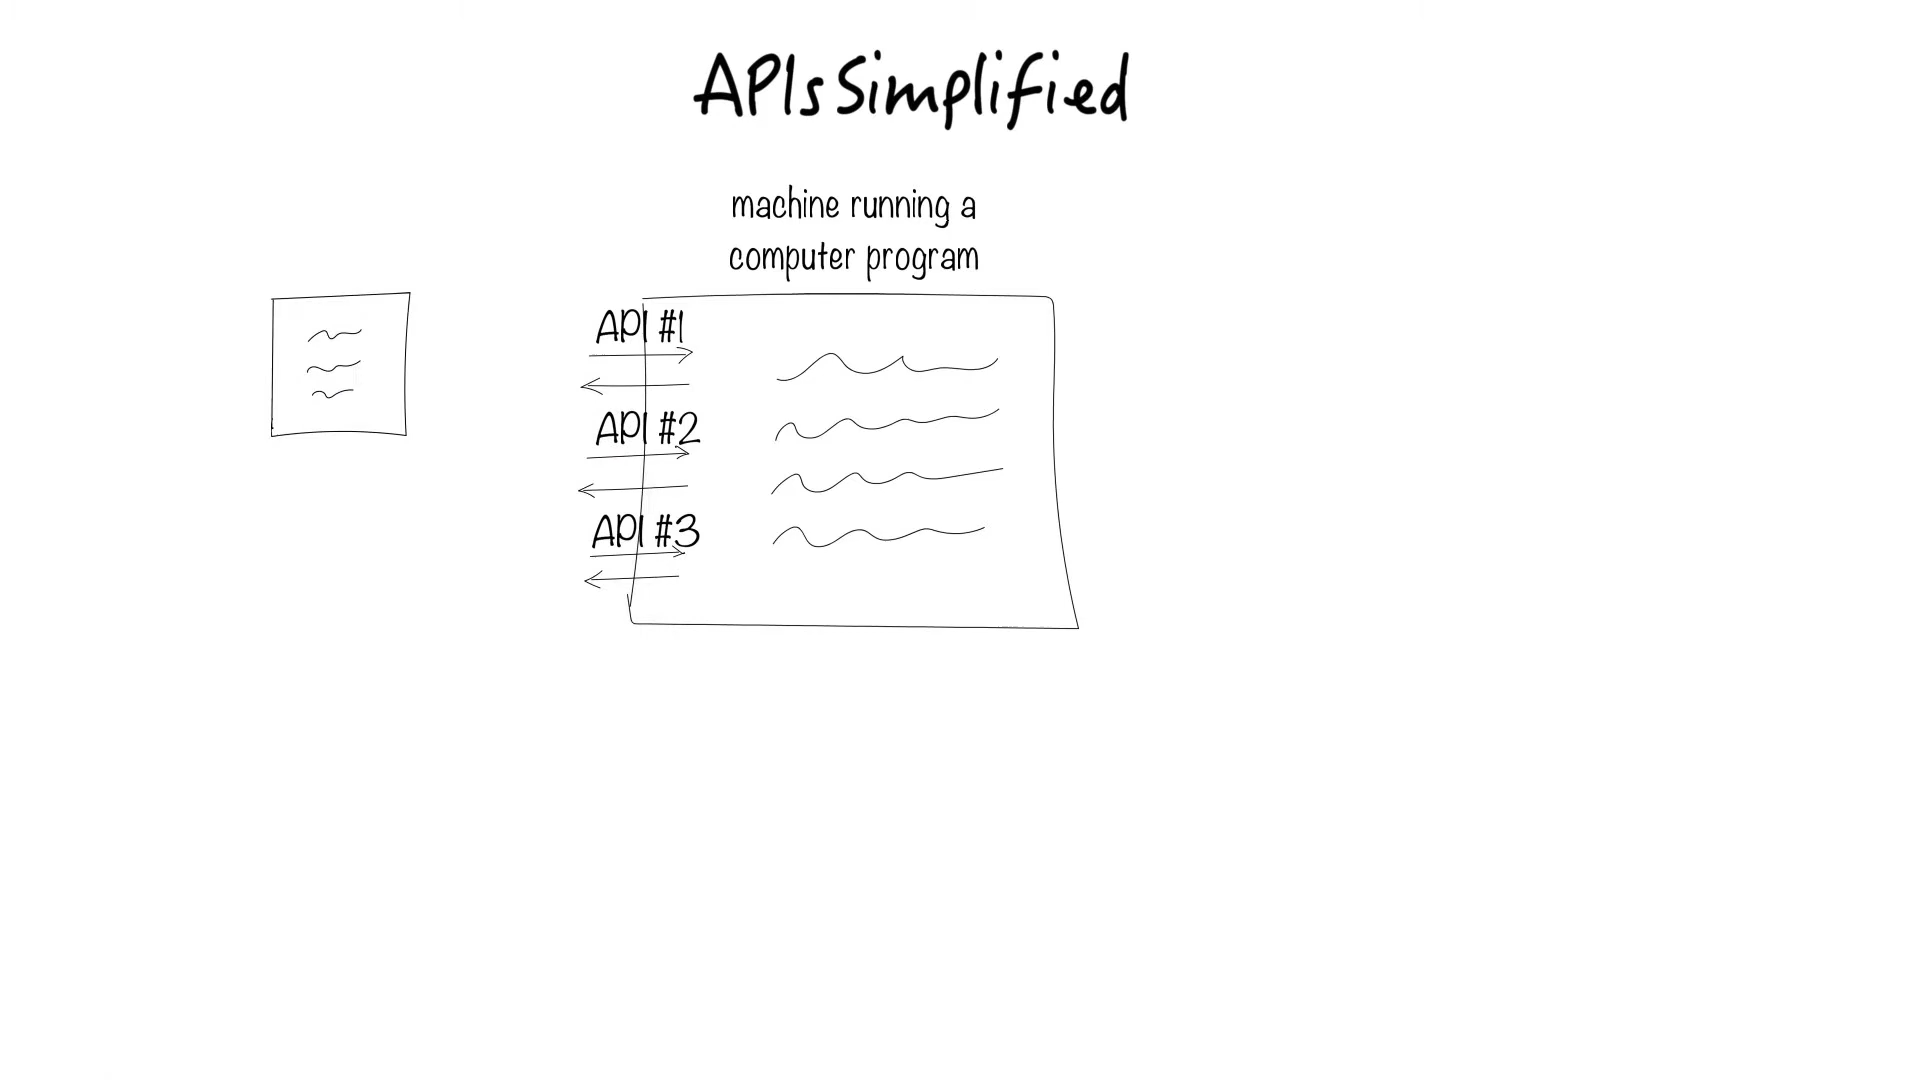 APIs Simplified
machine running a
computer program
API #1
API #2
API #3